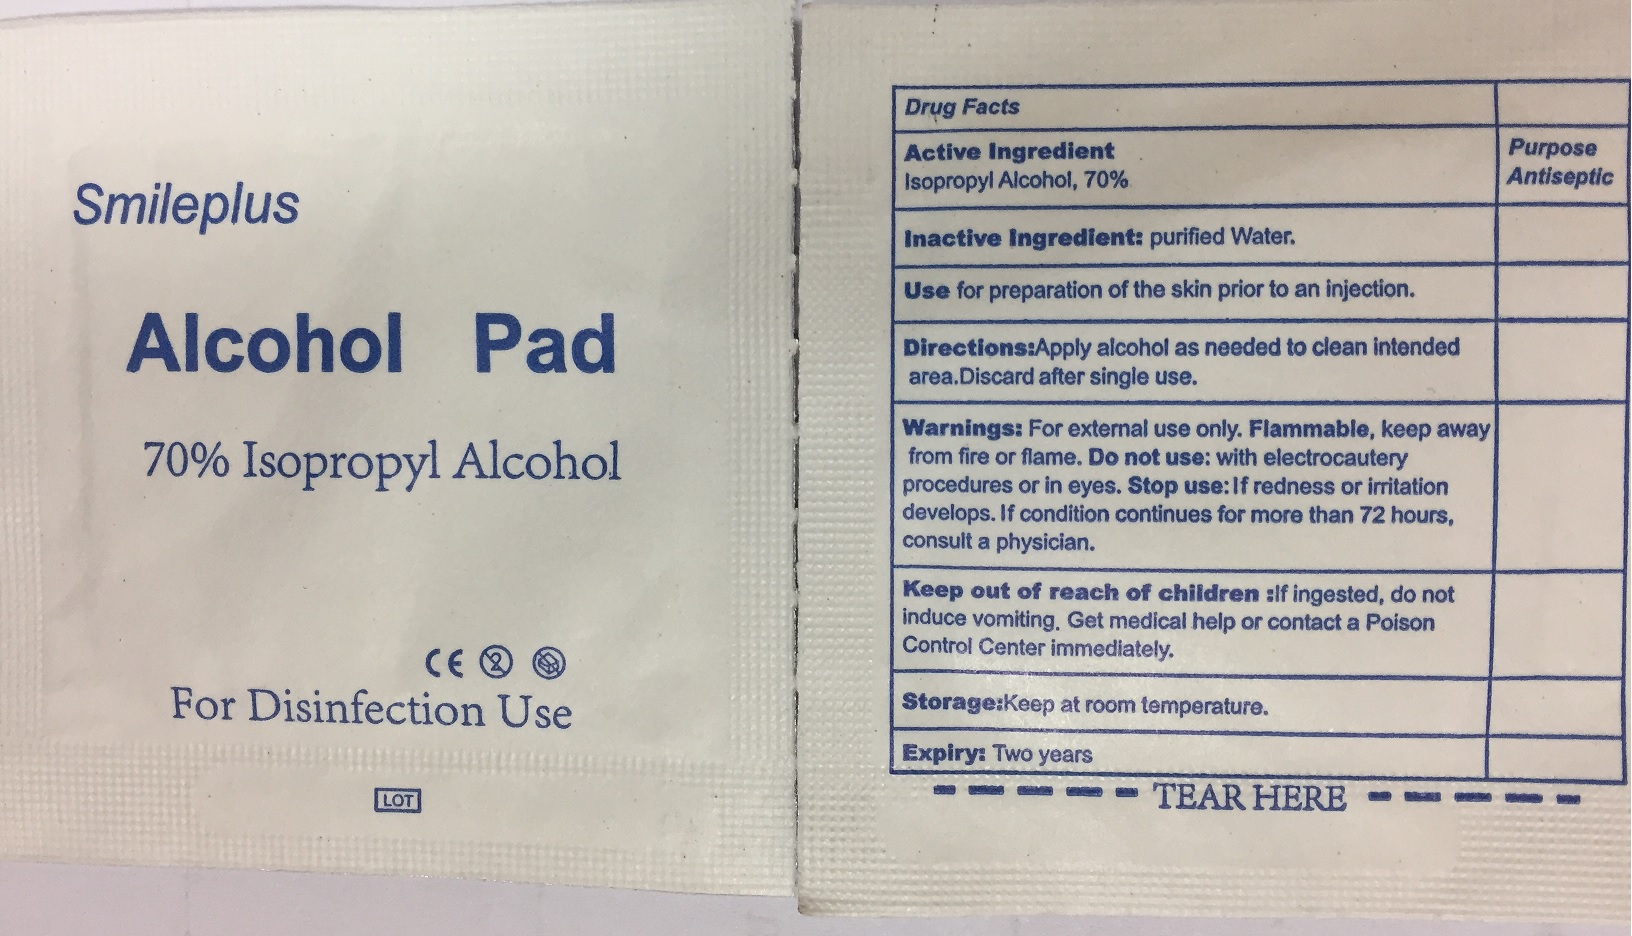 Smileplus
Alcohol Pad
70% Isopropyl Alcohol
CE
For Disinfection Use
LOT
Drug Facts
Active Ingredient
Isopropyl Alcohol, 70%
Purpose
Antiseptic
Inactive Ingredient: purified Water.
Use for preparation of the skin prior to an injection.
Directions:Apply alcohol as needed to clean intended
area.Discard after single use.
Warnings: For external use only. Flammable, keep away
from fire or flame. Do not use: with electrocautery
procedures or in eyes. Stop use:If redness or irritation
develops. If condition continues for more than 72 hours,
consult a physician.
Keep out of reach of children :If ingested, do not
induce vomiting. Get medical help or contact a Poison
Control Center immediately.
Storage:Keep at room temperature.
Expiry: Two years
TEAR HERE